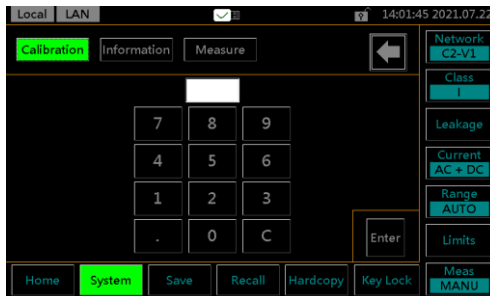 Local LAN 14:01:45 2021.07.22
Calibration Information Measure
Network
C2-V1
Class
I
Leakage
Current
AC + DC
Range
AUTO
Limits
Meas
MANU
7 8 9
4 5 6
1 2 3
. 0 C
Enter
Home System Save Recall Hardcopy Key Lock